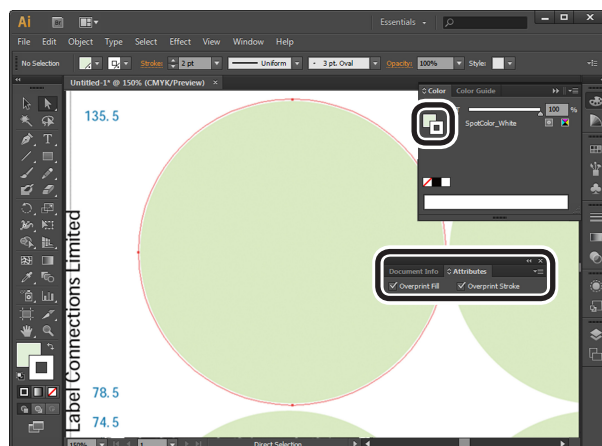 Ai Br Essentials
File Edit Object Type Select Effect View Window Help
No Selection Stroke: 2 pt Uniform 3 pt. Oval Opacity: 100% Style:
Untitled-1* @ 150% (CMYK/Preview) ×
Color Color Guide
T 100 %
SpotColor_White
135.5
Label Connections Limited
Document Info Attributes
Overprint Fill Overprint Stroke
78.5
74.5
150% 1 Direct Selection